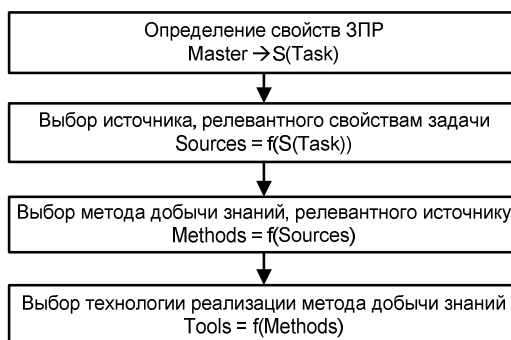 Определение свойств ЗПР
Master →S(Task)
Выбор источника, релевантного свойствам задачи
Sources = f(S(Task))
Выбор метода добычи знаний, релевантного источнику
Methods = f(Sources)
Выбор технологии реализации метода добычи знаний
Tools = f(Methods)